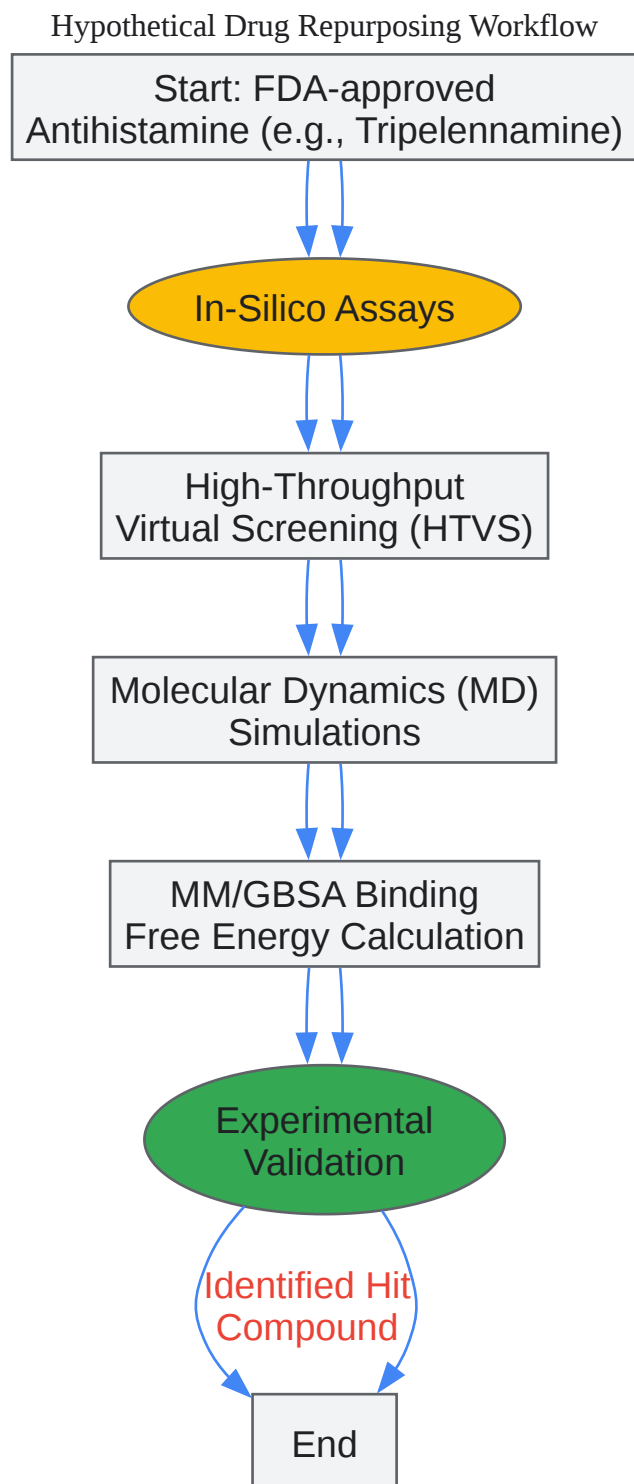 Hypothetical Drug Repurposing Workflow
Start: FDA-approved
Antihistamine (e.g., Tripelennamine)
In-Silico Assays
High-Throughput
Virtual Screening (HTVS)
Molecular Dynamics (MD)
Simulations
MM/GBSA Binding
Free Energy Calculation
Experimental
Validation
Identified Hit
Compound
End